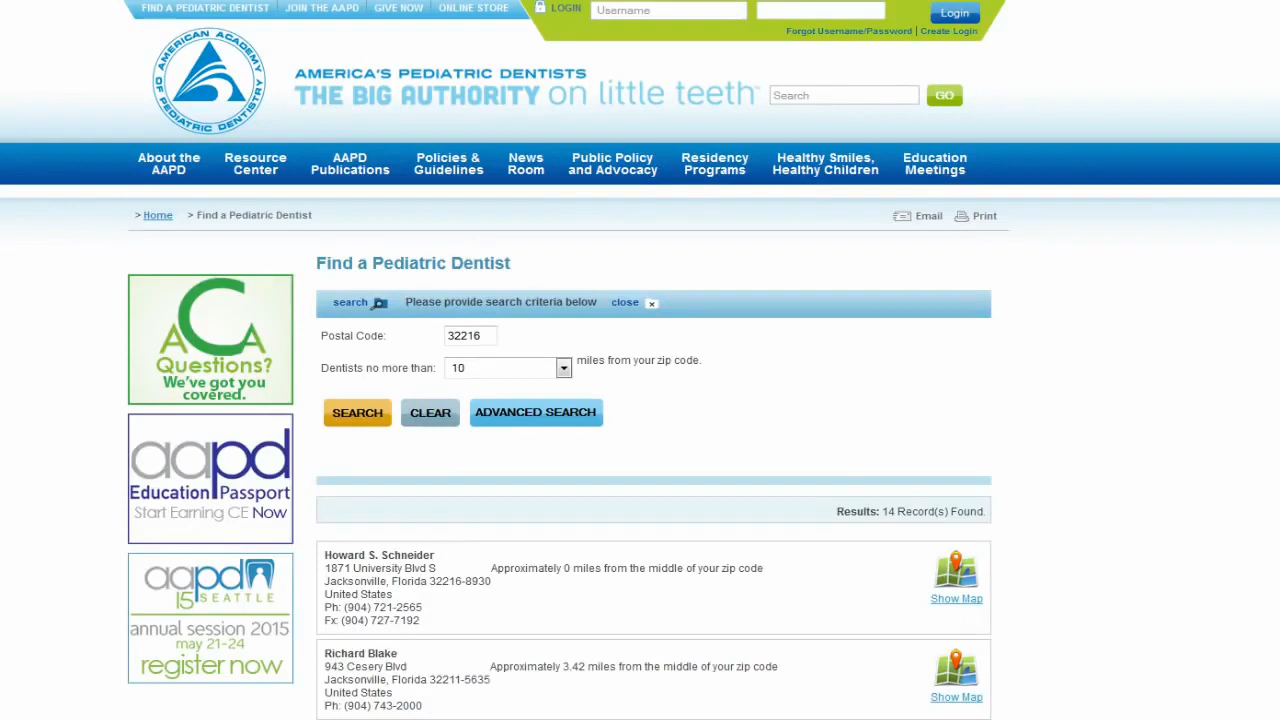 FIND A PEDIATRIC DENTIST JOIN THE AAPD GIVE NOW ONLINE STORE
LOGIN Username Login
Forgot Username/Password | Create Login
AMERICAN ACADEMY OF PEDIATRIC DENTISTRY
AMERICA'S PEDIATRIC DENTISTS
THE BIG AUTHORITY on little teeth
Search GO
About the AAPD
Resource Center
AAPD Publications
Policies & Guidelines
News Room
Public Policy and Advocacy
Residency Programs
Healthy Smiles, Healthy Children
Education Meetings
> Home > Find a Pediatric Dentist
Email Print
ACA
Questions?
We've got you
covered.
aapd
Education Passport
Start Earning CE Now
aapd
15 SEATTLE
annual session 2015
may 21-24
register now
Find a Pediatric Dentist
search Please provide search criteria below close x
Postal Code: 32216
Dentists no more than: 10 miles from your zip code.
SEARCH CLEAR ADVANCED SEARCH
Results: 14 Record(s) Found.
Howard S. Schneider
1871 University Blvd S Approximately 0 miles from the middle of your zip code
Jacksonville, Florida 32216-8930
United States
Ph: (904) 721-2565
Fx: (904) 727-7192
Show Map
Richard Blake
943 Cesery Blvd Approximately 3.42 miles from the middle of your zip code
Jacksonville, Florida 32211-5635
United States
Ph: (904) 743-2000
Show Map